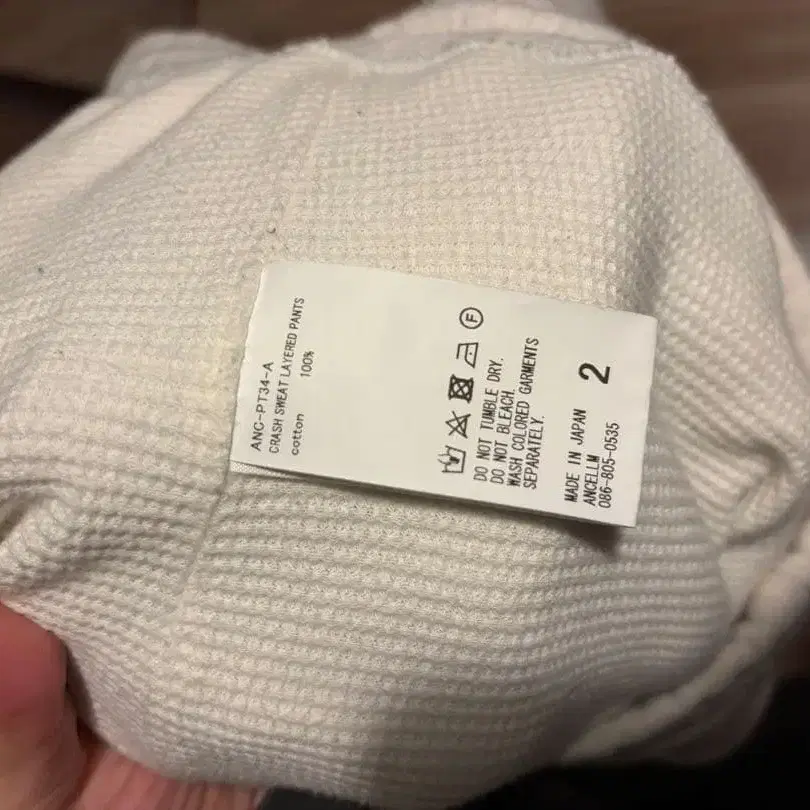 ANC-PT34-A
CRASH SWEAT LAYERED PANTS
cotton 100%
F
DO NOT TUMBLE DRY.
DO NOT BLEACH.
WASH COLORED GARMENTS
SEPARATELY.
2
MADE IN JAPAN
ANCELLM
086-805-0535